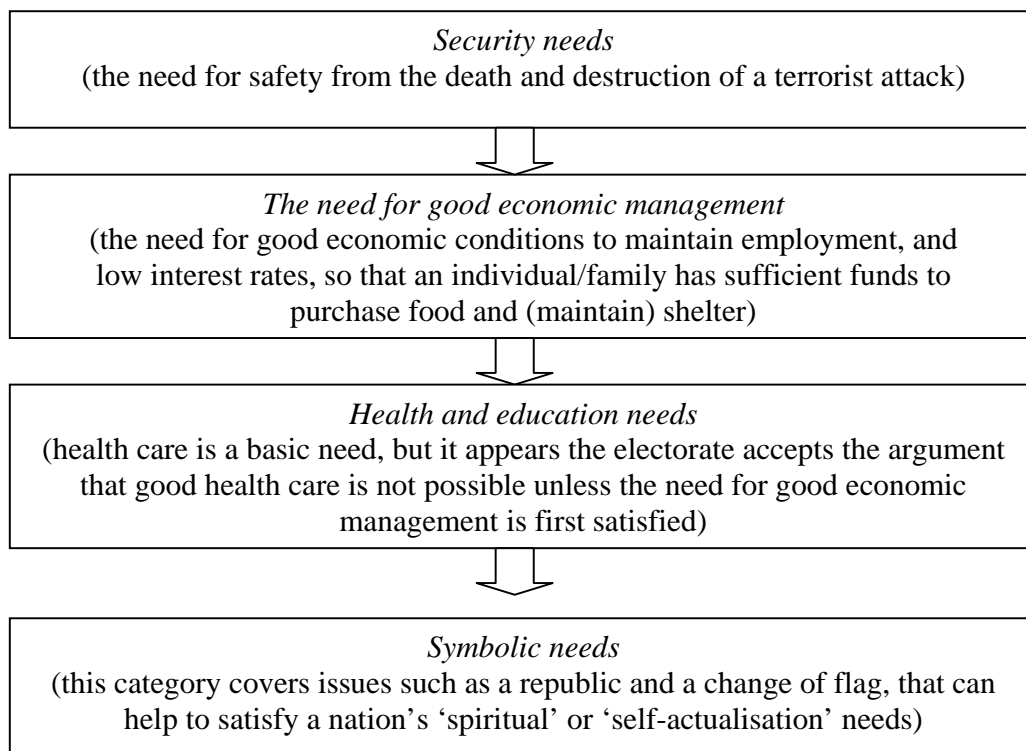 Security needs
(the need for safety from the death and destruction of a terrorist attack)
The need for good economic management
(the need for good economic conditions to maintain employment, and
low interest rates, so that an individual/family has sufficient funds to
purchase food and (maintain) shelter)
Health and education needs
(health care is a basic need, but it appears the electorate accepts the argument
that good health care is not possible unless the need for good economic
management is first satisfied)
Symbolic needs
(this category covers issues such as a republic and a change of flag, that can
help to satisfy a nation’s ‘spiritual’ or ‘self-actualisation’ needs)